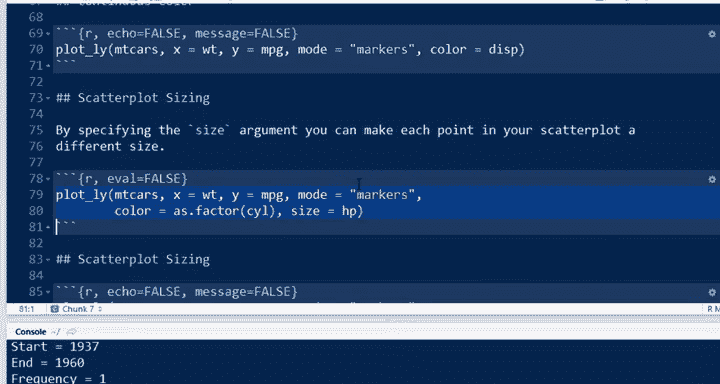 68
69 ```{r, echo=FALSE, message=FALSE}
70 plot_ly(mtcars, x = wt, y = mpg, mode = "markers", color = disp)
71 ```
72
73 ## Scatterplot Sizing
74
75 By specifying the `size` argument you can make each point in your scatterplot a
76 different size.
77
78 ```{r, eval=FALSE}
79 plot_ly(mtcars, x = wt, y = mpg, mode = "markers",
80         color = as.factor(cyl), size = hp)
81 ```
82
83 ## Scatterplot Sizing
84
85 ```{r, echo=FALSE, message=FALSE}
81:1 C Chunk 7 R M
Console ~/
Start = 1937
End = 1960
Frequency = 1